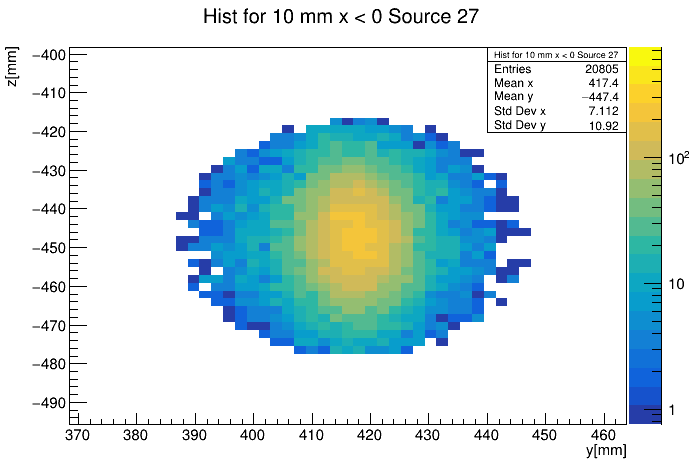 Hist for 10 mm x < 0 Source 27
Hist for 10 mm x < 0 Source 27
Entries 20805
Mean x 417.4
Mean y −447.4
Std Dev x 7.112
Std Dev y 10.92
z[mm]
−400
−410
−420
−430
−440
−450
−460
−470
−480
−490
370 380 390 400 410 420 430 440 450 460
y[mm]
10²
10
1